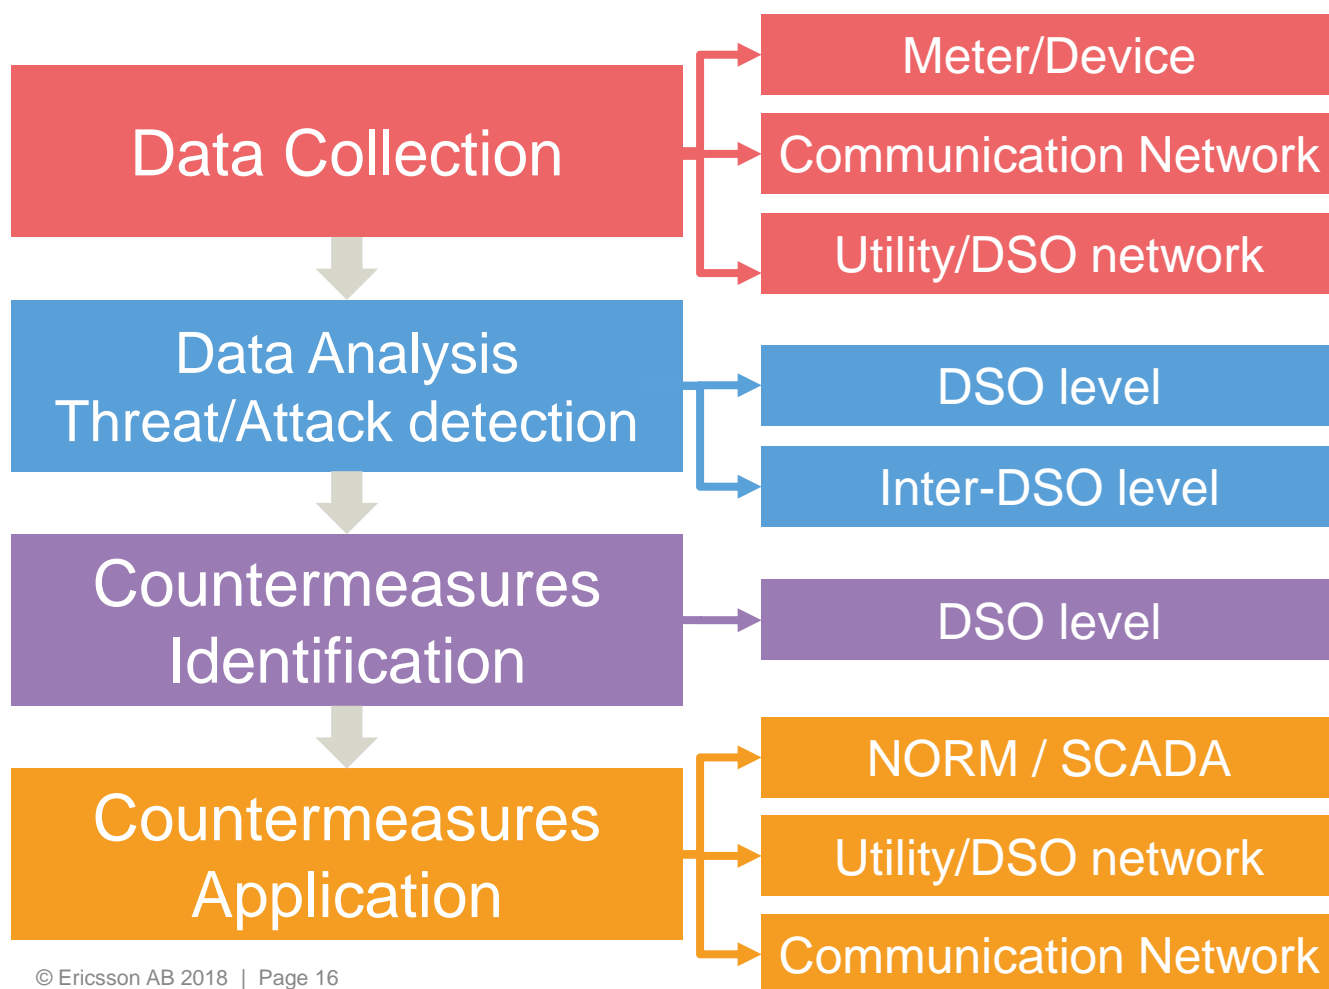 Data Collection
Meter/Device
Communication Network
Utility/DSO network
Data Analysis
Threat/Attack detection
DSO level
Inter-DSO level
Countermeasures
Identification
DSO level
Countermeasures
Application
NORM / SCADA
Utility/DSO network
Communication Network
© Ericsson AB 2018 | Page 16